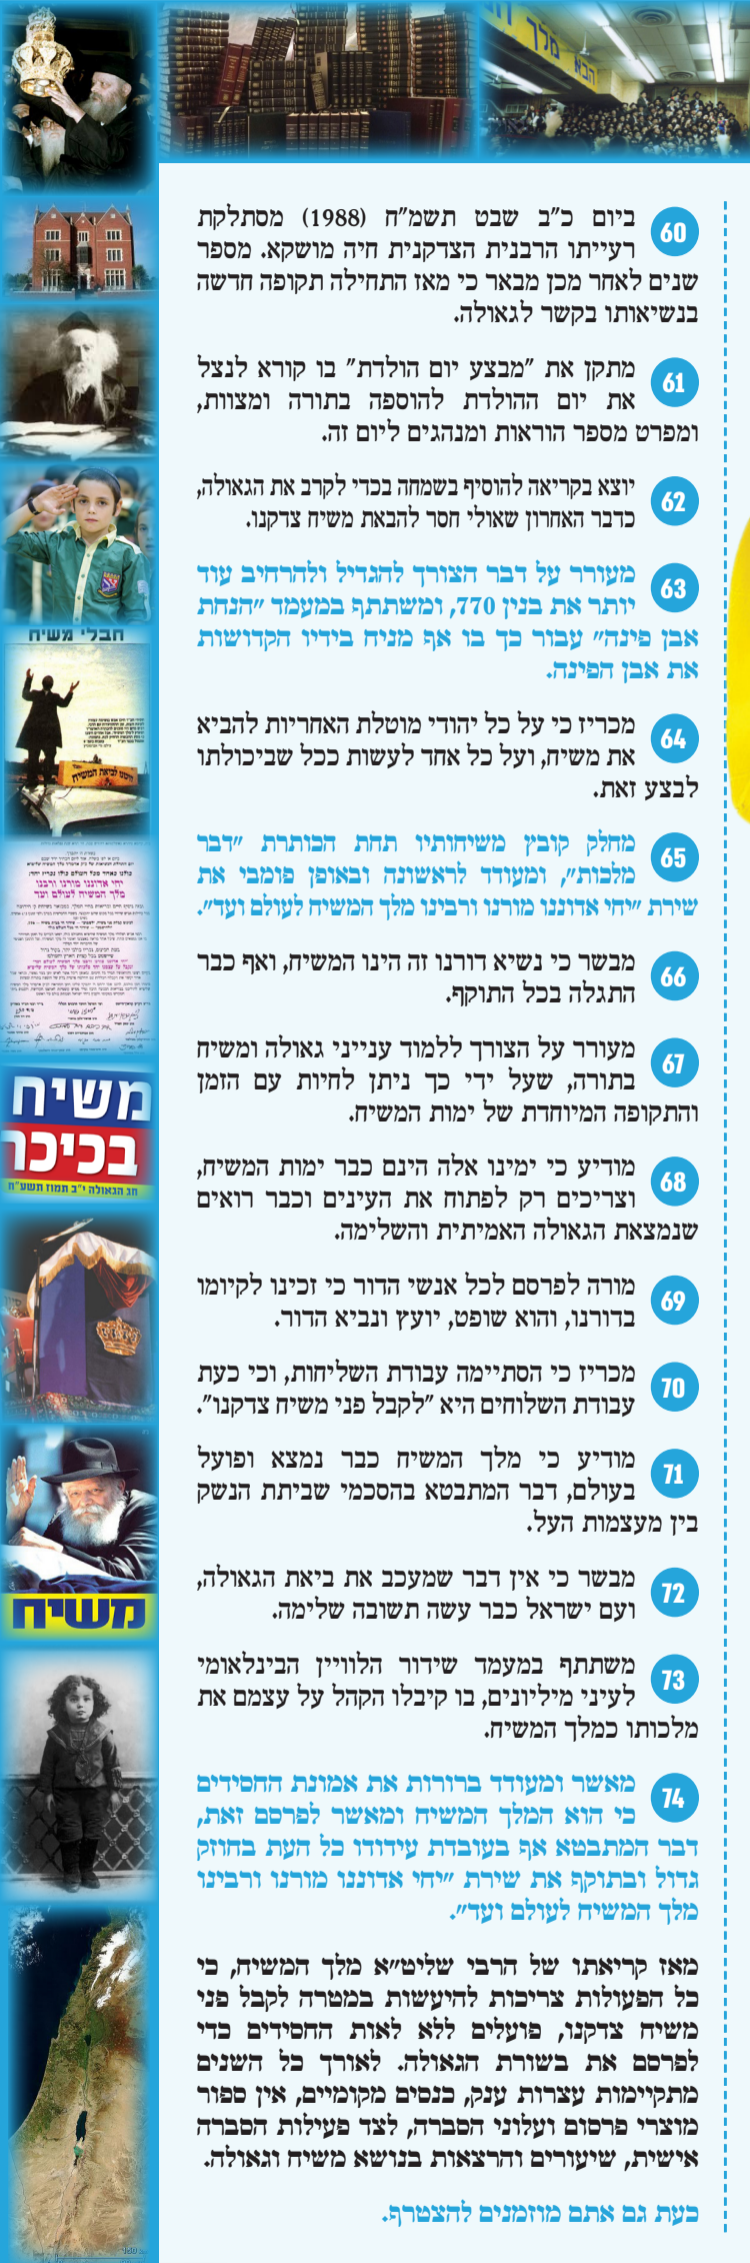 הבא מלך ה
60
ביום כ"ב שבט תשמ"ח (1988) מסתלקת
רעייתו הרבנית הצדקנית חיה מושקא. מספר
שנים לאחר מכן מבאר כי מאז התחילה תקופה חדשה
בנשיאותו בקשר לגאולה.
61
מתקן את "מבצע יום הולדת" בו קורא לנצל
את יום ההולדת להוספה בתורה ומצוות,
ומפרט מספר הוראות ומנהגים ליום זה.
62
יוצא בקריאה להוסיף בשמחה בכדי לקרב את הגאולה,
כדבר האחרון שאולי חסר להבאת משיח צדקנו.
63
מעורר על דבר הצורך להגדיל ולהרחיב עוד
יותר את בנין 770, ומשתתף במעמד "הנחת
אבן פינה" עבור כך בו אף מניח בידיו הקדושות
את אבן הפינה.
64
מכריז כי על כל יהודי מוטלת האחריות להביא
את משיח, ועל כל אחד לעשות ככל שביכולתו
לבצע זאת.
65
מחלק קובץ משיחותיו תחת הכותרת "דבר
מלכות", ומעודד לראשונה ובאופן פומבי את
שירת "יחי אדוננו מורנו ורבינו מלך המשיח לעולם ועד".
66
מבשר כי נשיא דורנו זה הינו המשיח, ואף כבר
התגלה בכל התוקף.
67
מעורר על הצורך ללמוד ענייני גאולה ומשיח
בתורה, שעל ידי כך ניתן לחיות עם הזמן
והתקופה המיוחדת של ימות המשיח.
68
מודיע כי ימינו אלה הינם כבר ימות המשיח,
וצריכים רק לפתוח את העינים וכבר רואים
שנמצאת הגאולה האמיתית והשלימה.
69
מורה לפרסם לכל אנשי הדור כי זכינו לקיומו
בדורנו, והוא שופט, יועץ ונביא הדור.
70
מכריז כי הסתיימה עבודת השליחות, וכי כעת
עבודת השלוחים היא "לקבל פני משיח צדקנו".
71
מודיע כי מלך המשיח כבר נמצא ופועל
בעולם, דבר המתבטא בהסכמי שביתת הנשק
בין מעצמות העל.
72
מבשר כי אין דבר שמעכב את ביאת הגאולה,
ועם ישראל כבר עשה תשובה שלימה.
73
משתתף במעמד שידור הלוויין הבינלאומי
לעיני מיליונים, בו קיבלו הקהל על עצמם את
מלכותו כמלך המשיח.
74
מאשר ומעודד ברורות את אמונת החסידים
כי הוא המלך המשיח ומאשר לפרסם זאת,
דבר המתבטא אף בעובדת עידודו כל העת בחוזק
גדול ובתוקף את שירת "יחי אדוננו מורנו ורבינו
מלך המשיח לעולם ועד".
מאז קריאתו של הרבי שליט"א מלך המשיח, כי
כל הפעולות צריכות להיעשות במטרה לקבל פני
משיח צדקנו, פועלים ללא לאות החסידים כדי
לפרסם את בשורת הגאולה. לאורך כל השנים
מתקיימות עצרות ענק, כנסים מקומיים, אין ספור
מוצרי פרסום ועלוני הסברה, לצד פעילות הסברה
אישית, שיעורים והרצאות בנושא משיח וגאולה.
כעת גם אתם מוזמנים להצטרף.
חבלי משיח
היכונו לביאת המשיח
יחי אדוננו מורנו ורבנו
מלך המשיח לעולם ועד
משיח
בכיכר
חג הגאולה י"ב תמוז תשע"ח
משיח